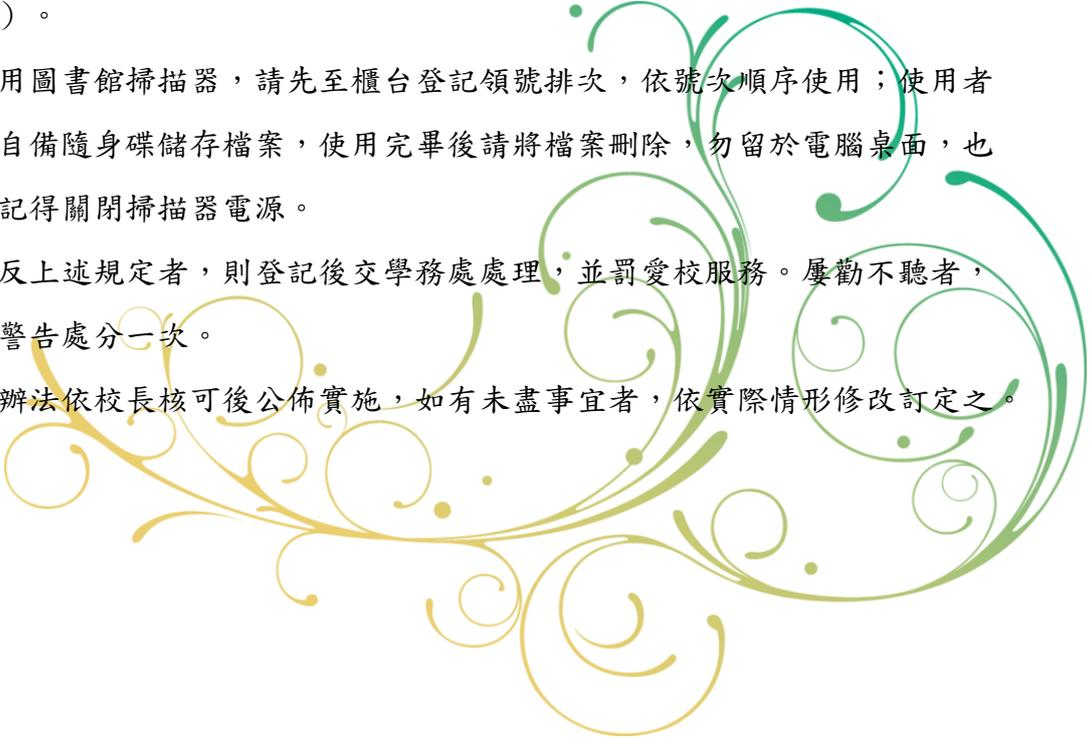 ）。
用圖書館掃描器，請先至櫃台登記領號排次，依號次順序使用；使用者
自備隨身碟儲存檔案，使用完畢後請將檔案刪除，勿留於電腦桌面，也
記得關閉掃描器電源。
反上述規定者，則登記後交學務處處理，並罰愛校服務。屢勸不聽者，
警告處分一次。
辦法依校長核可後公佈實施，如有未盡事宜者，依實際情形修改訂定之。